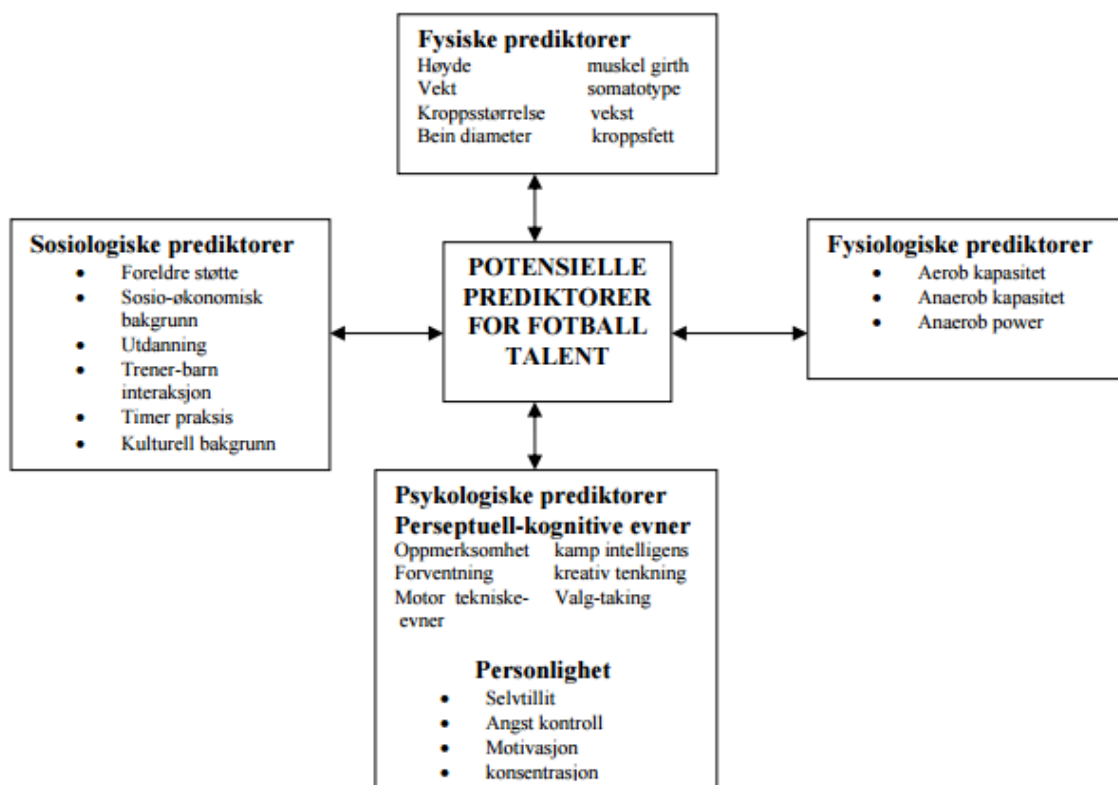 Fysiske prediktorer
Høyde muskel girth
Vekt somatotype
Kroppsstørrelse vekst
Bein diameter kroppsfett
Sosiologiske prediktorer
• Foreldre støtte
• Sosio-økonomisk
bakgrunn
• Utdanning
• Trener-barn
interaksjon
• Timer praksis
• Kulturell bakgrunn
POTENSIELLE
PREDIKTORER
FOR FOTBALL
TALENT
Fysiologiske prediktorer
• Aerob kapasitet
• Anaerob kapasitet
• Anaerob power
Psykologiske prediktorer
Perseptuell-kognitive evner
Oppmerksomhet kamp intelligens
Forventning kreativ tenkning
Motor tekniske- Valg-taking
evner
Personlighet
• Selvtillit
• Angst kontroll
• Motivasjon
• konsentrasjon